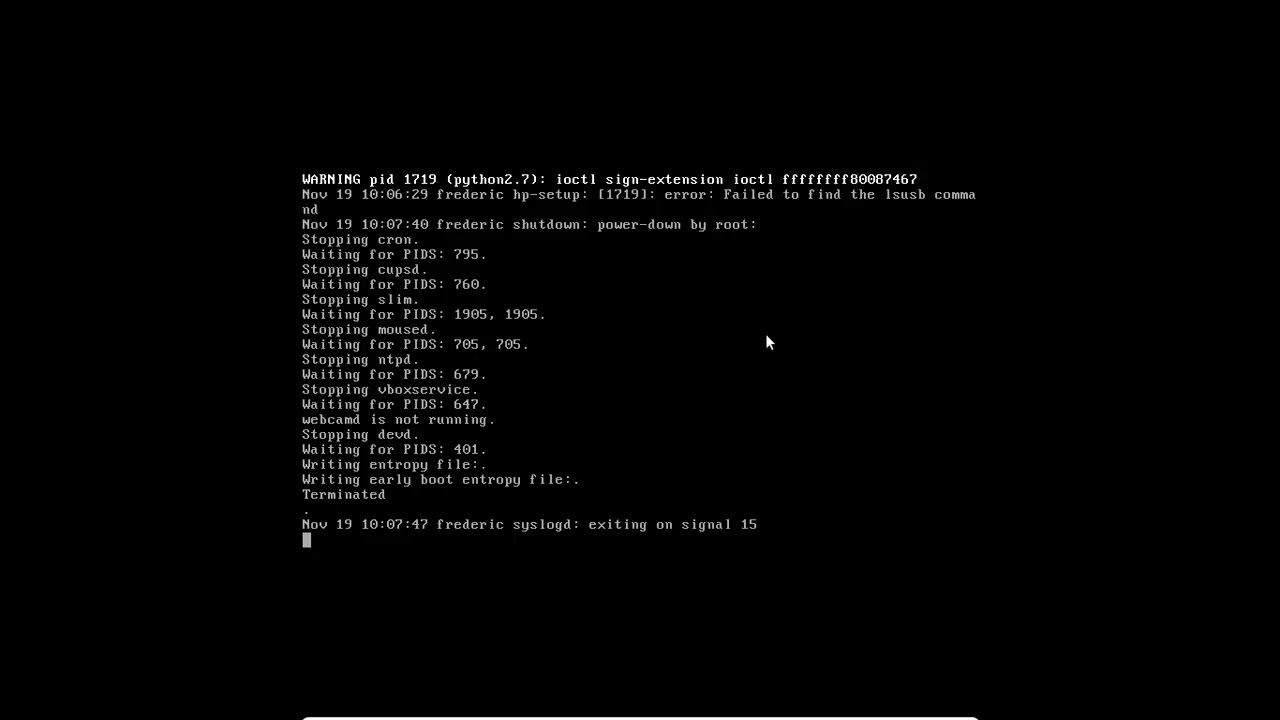 WARNING pid 1719 (python2.7): ioctl sign-extension ioctl ffffffff80087467
Nov 19 10:06:29 frederic hp-setup: [1719]: error: Failed to find the lsusb comma
nd
Nov 19 10:07:40 frederic shutdown: power-down by root:
Stopping cron.
Waiting for PIDS: 795.
Stopping cupsd.
Waiting for PIDS: 760.
Stopping slim.
Waiting for PIDS: 1905, 1905.
Stopping moused.
Waiting for PIDS: 705, 705.
Stopping ntpd.
Waiting for PIDS: 679.
Stopping vboxservice.
Waiting for PIDS: 647.
webcamd is not running.
Stopping devd.
Waiting for PIDS: 401.
Writing entropy file:.
Writing early boot entropy file:.
Terminated
.
Nov 19 10:07:47 frederic syslogd: exiting on signal 15